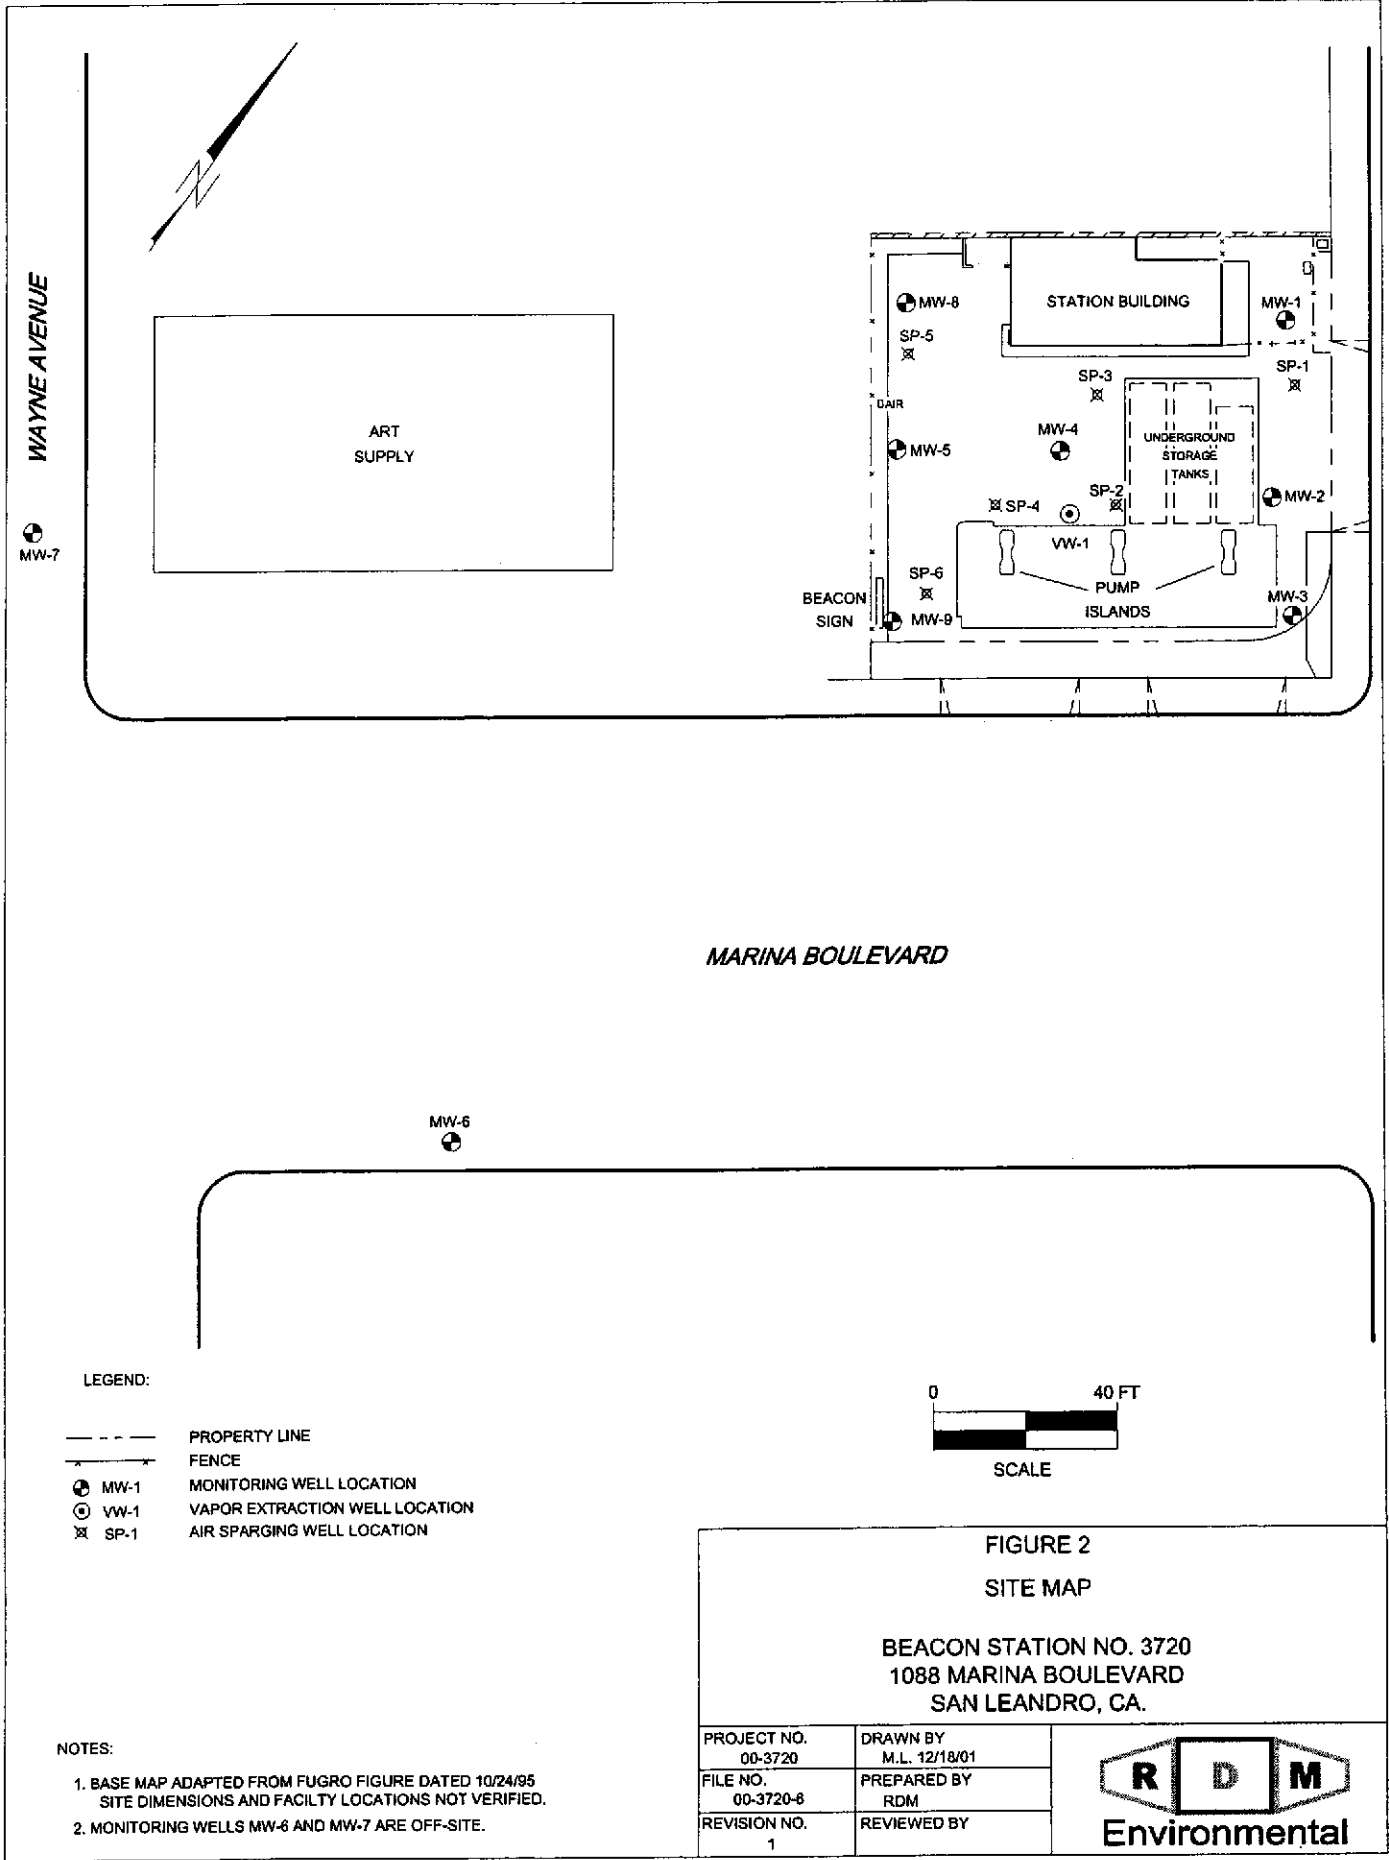 WAYNE AVENUE
MW-7
ART
SUPPLY
STATION BUILDING
MW-8
SP-5
MW-1
SP-1
SP-3
AIR
MW-4
MW-5
UNDERGROUND
STORAGE
TANKS
SP-4
SP-2
MW-2
VW-1
SP-6
PUMP
ISLANDS
BEACON
SIGN
MW-9
MW-3
MARINA BOULEVARD
MW-6
LEGEND:
PROPERTY LINE
FENCE
MW-1 MONITORING WELL LOCATION
VW-1 VAPOR EXTRACTION WELL LOCATION
SP-1 AIR SPARGING WELL LOCATION
0 40 FT
SCALE
FIGURE 2
SITE MAP
BEACON STATION NO. 3720
1088 MARINA BOULEVARD
SAN LEANDRO, CA.
NOTES:
1. BASE MAP ADAPTED FROM FUGRO FIGURE DATED 10/24/95
SITE DIMENSIONS AND FACILTY LOCATIONS NOT VERIFIED.
2. MONITORING WELLS MW-6 AND MW-7 ARE OFF-SITE.
PROJECT NO.
00-3720
DRAWN BY
M.L. 12/18/01
FILE NO.
00-3720-6
PREPARED BY
RDM
REVISION NO.
1
REVIEWED BY
R D M
Environmental